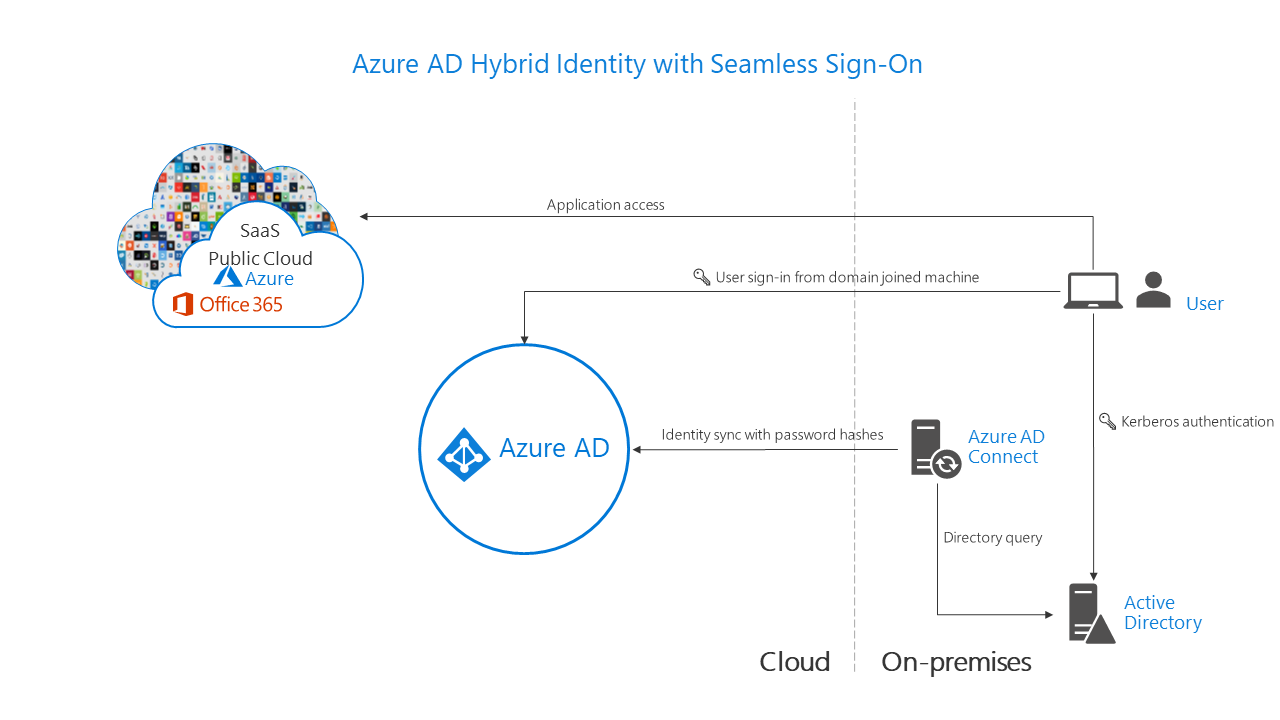 Azure AD Hybrid Identity with Seamless Sign-On
Application access
SaaS
Public Cloud
Azure
Office 365
User sign-in from domain joined machine
User
Kerberos authentication
Identity sync with password hashes
Azure AD
Azure AD
Connect
Directory query
Active
Directory
Cloud
On-premises